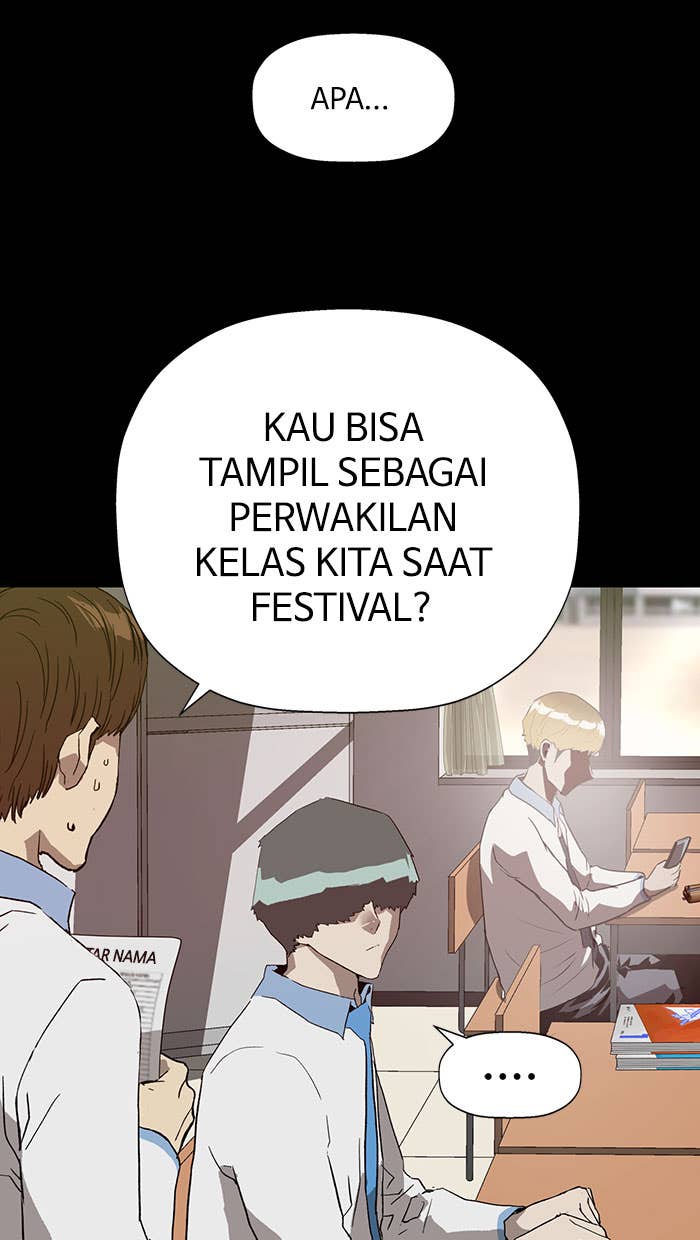 APA...
KAU BISA
TAMPIL SEBAGAI
PERWAKILAN
KELAS KITA SAAT
FESTIVAL?
TAR NAMA
....